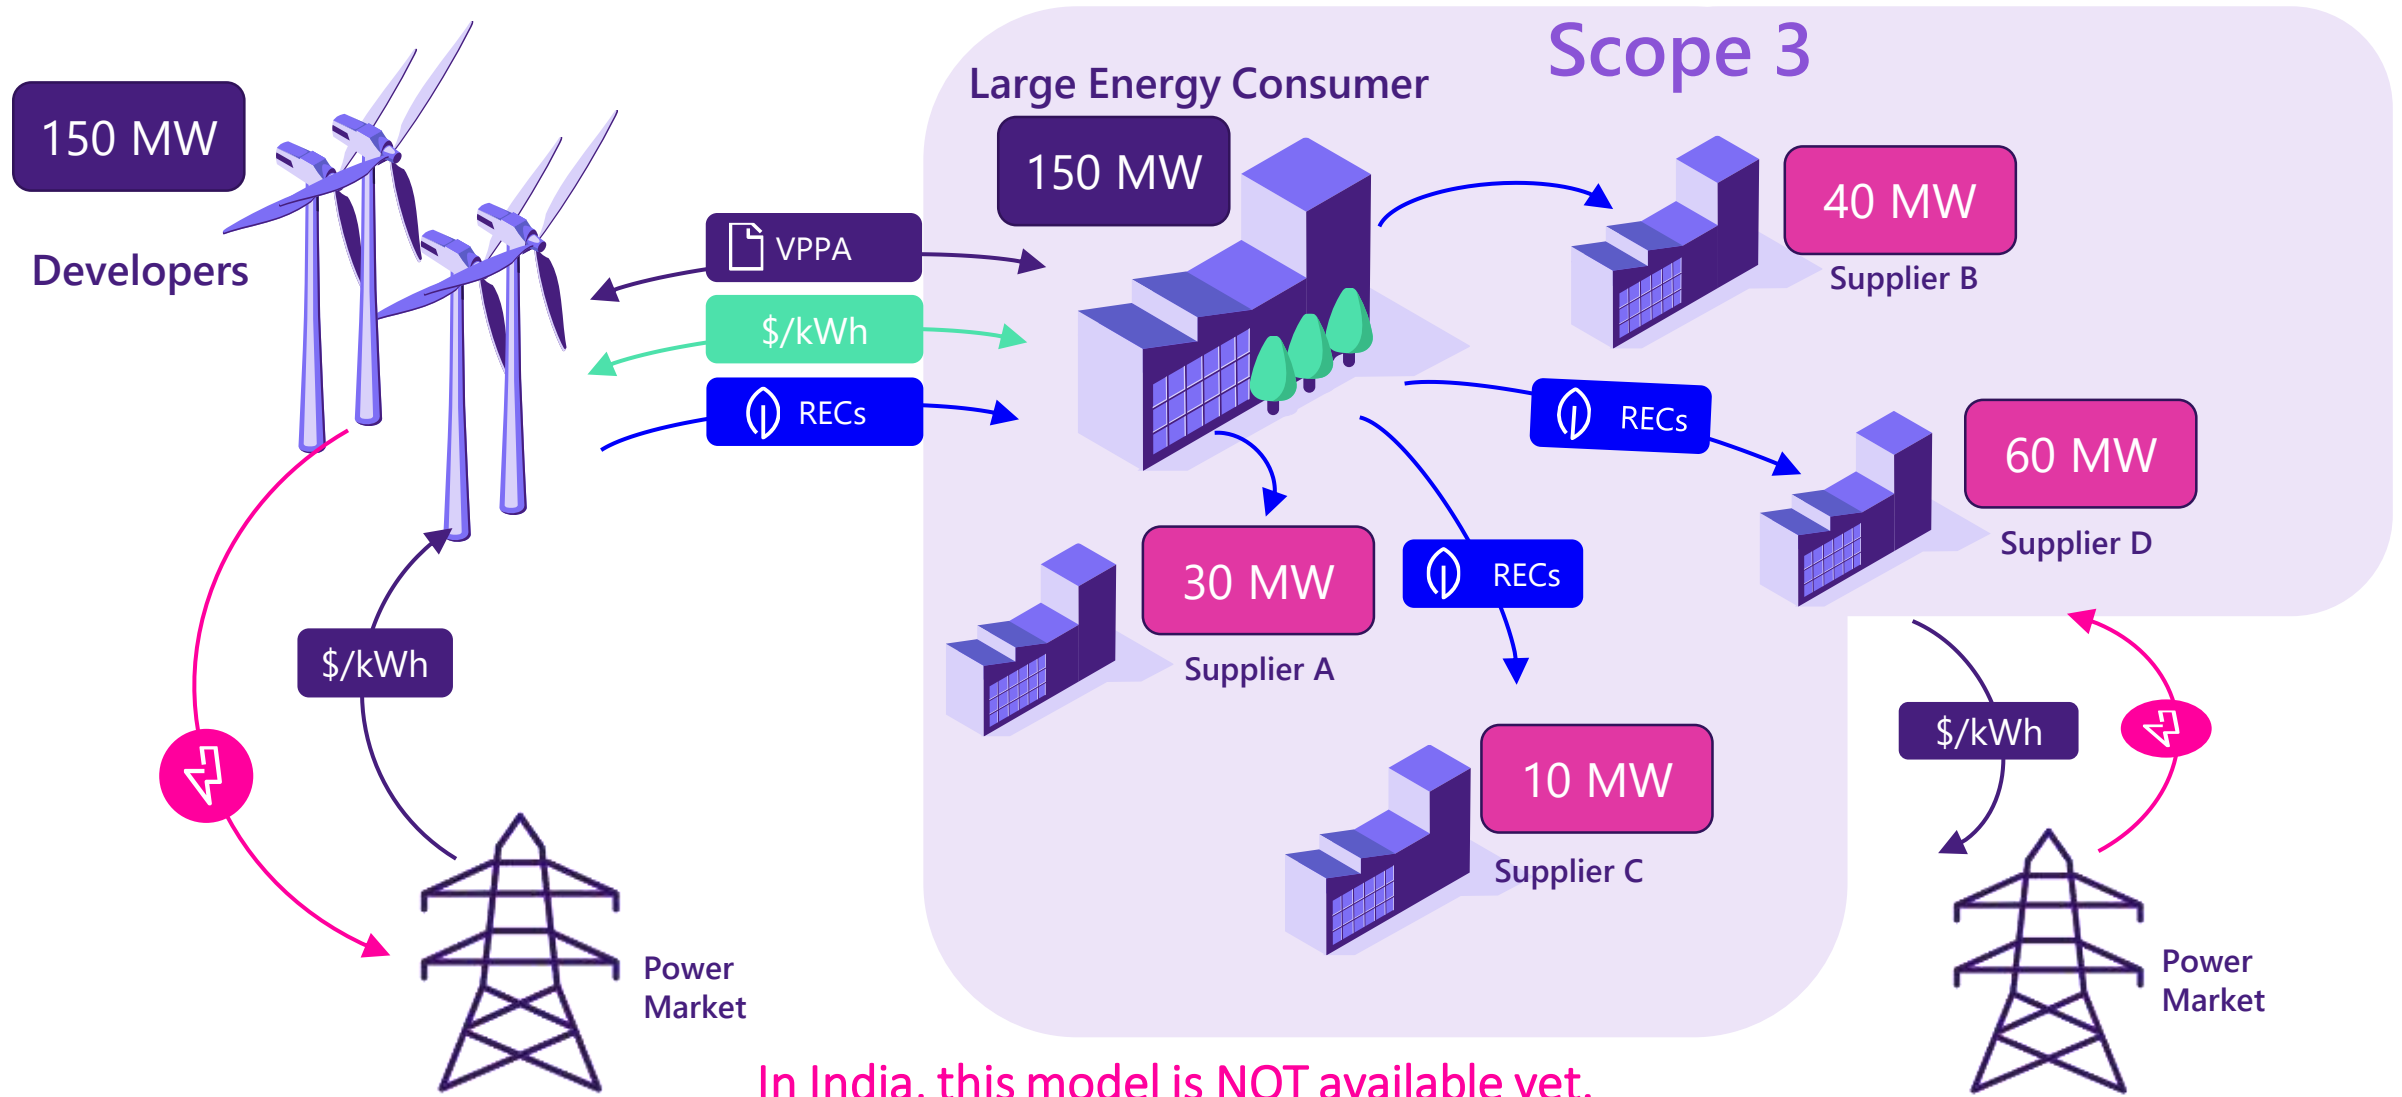 Scope 3
Large Energy Consumer
150 MW
150 MW
40 MW
VPPA
Developers
Supplier B
$/kWh
RECs
RECs
60 MW
Supplier D
30 MW
RECs
Supplier A
$/kWh
$/kWh
10 MW
Supplier C
Power
Market
Power
Market
In India, this model is NOT available yet.